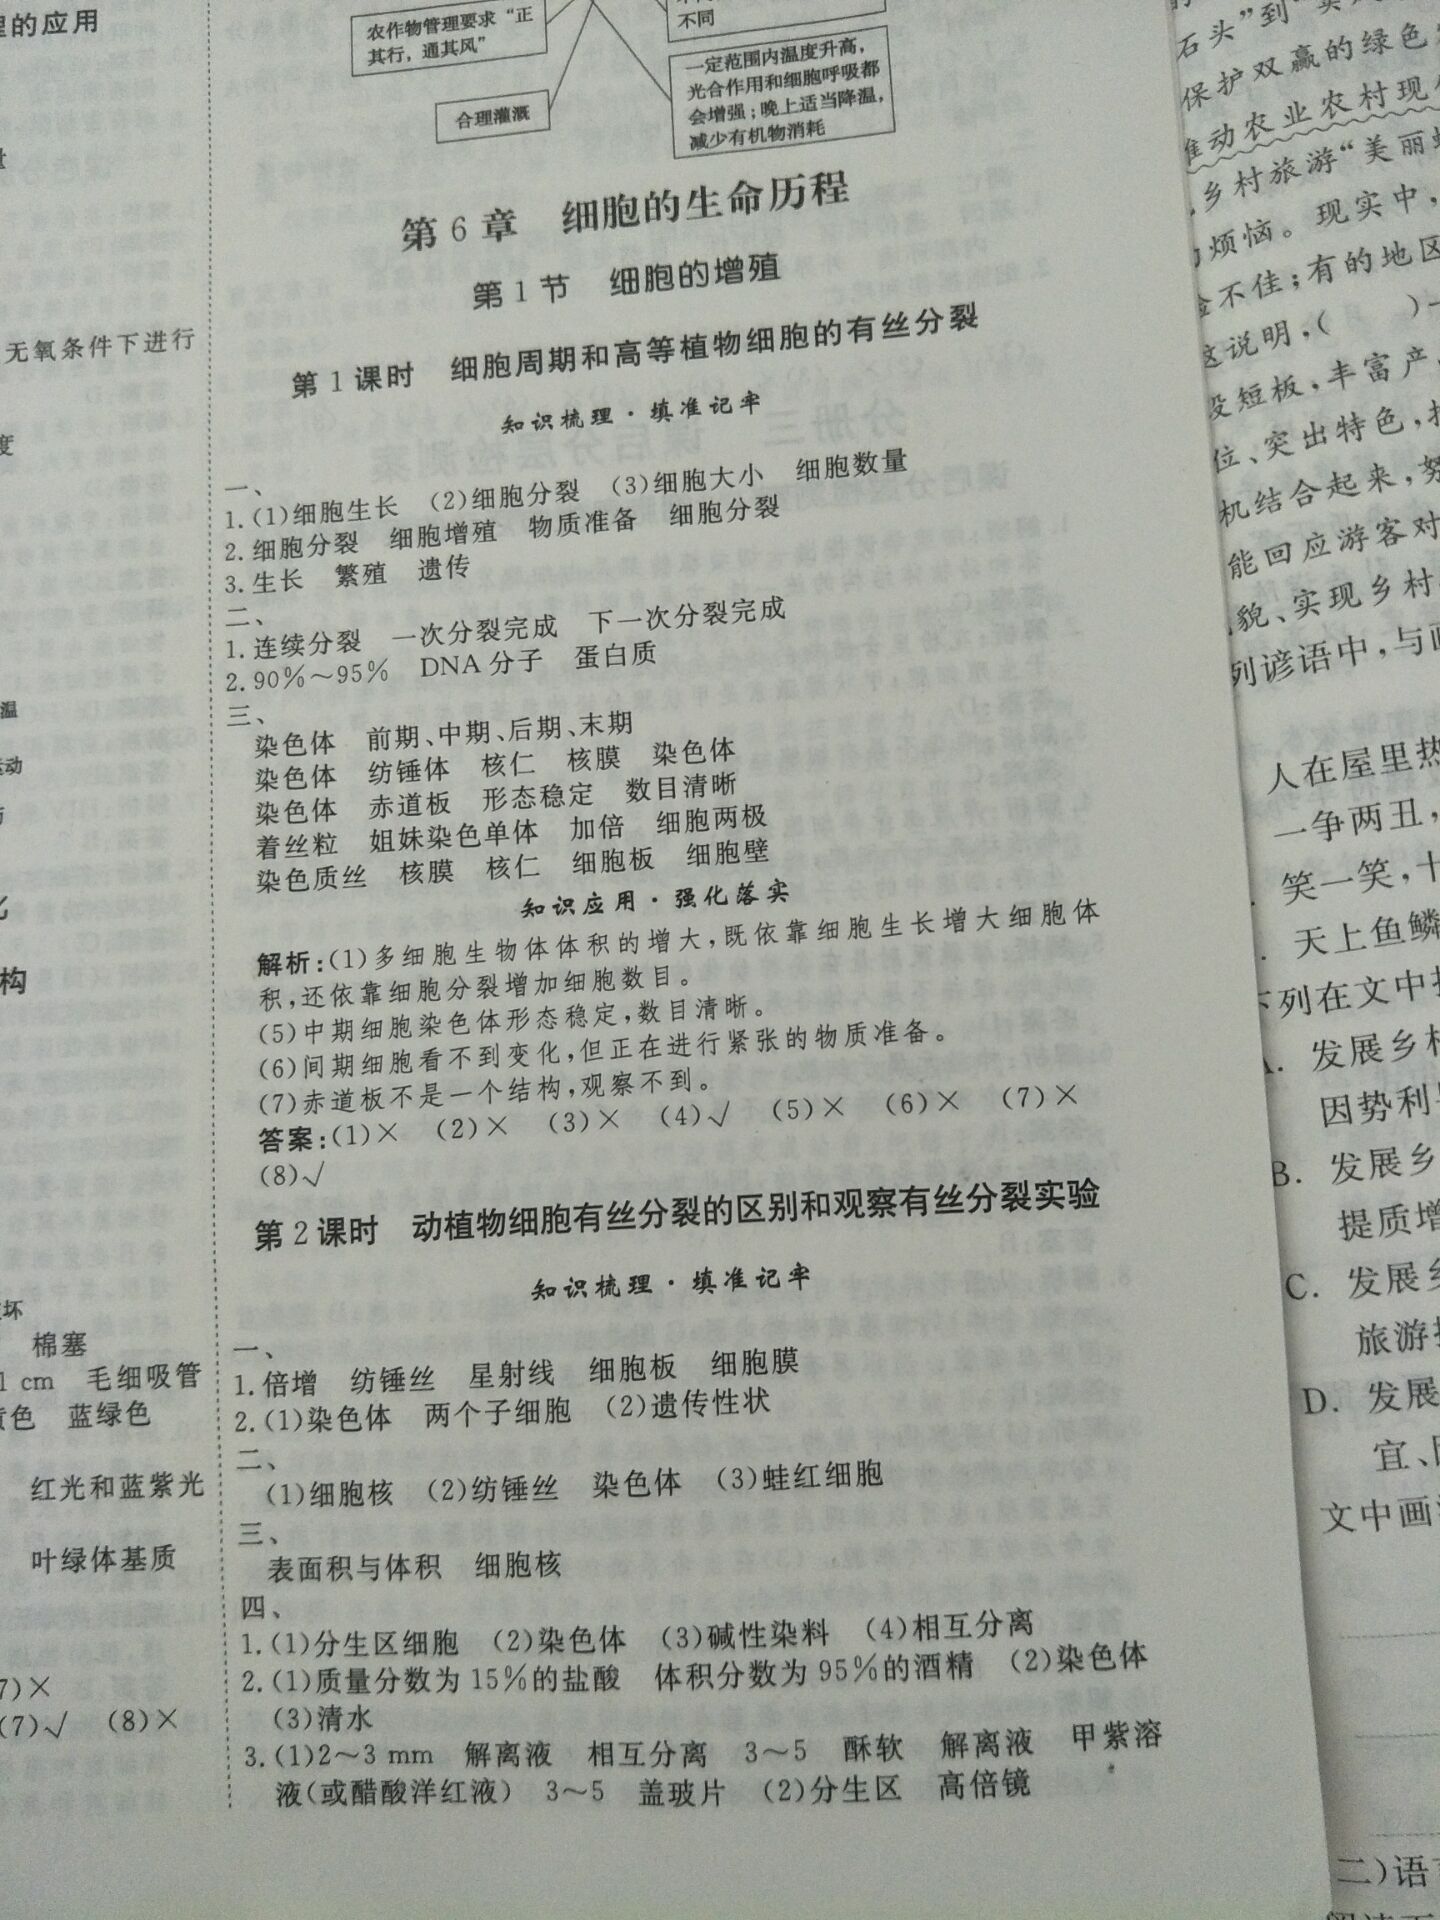 程的应用
农作物管理要求“正
其行，通其风”
不同
合理灌溉
一定范围内温度升高，
光合作用和细胞呼吸都
会增强；晚上适当降温，
减少有机物消耗
第6章 细胞的生命历程
第1节 细胞的增殖
第1课时 细胞周期和高等植物细胞的有丝分裂
知识梳理·填准记牢
一、
1.(1)细胞生长 (2)细胞分裂 (3)细胞大小 细胞数量
2.细胞分裂 细胞增殖 物质准备 细胞分裂
3.生长 繁殖 遗传
二、
1.连续分裂 一次分裂完成 下一次分裂完成
2.90%～95% DNA分子 蛋白质
三、
染色体 前期、中期、后期、末期
染色体 纺锤体 核仁 核膜 染色体
染色体 赤道板 形态稳定 数目清晰
着丝粒 姐妹染色单体 加倍 细胞两极
染色质丝 核膜 核仁 细胞板 细胞壁
知识应用·强化落实
解析:(1)多细胞生物体体积的增大,既依靠细胞生长增大细胞体
积,还依靠细胞分裂增加细胞数目。
(5)中期细胞染色体形态稳定,数目清晰。
(6)间期细胞看不到变化,但正在进行紧张的物质准备。
(7)赤道板不是一个结构,观察不到。
答案:(1)× (2)× (3)× (4)√ (5)× (6)× (7)×
(8)√
第2课时 动植物细胞有丝分裂的区别和观察有丝分裂实验
知识梳理·填准记牢
一、
1.倍增 纺锤丝 星射线 细胞板 细胞膜
2.(1)染色体 两个子细胞 (2)遗传性状
二、
(1)细胞核 (2)纺锤丝 染色体 (3)蛙红细胞
三、
表面积与体积 细胞核
四、
1.(1)分生区细胞 (2)染色体 (3)碱性染料 (4)相互分离
2.(1)质量分数为15%的盐酸 体积分数为95%的酒精 (2)染色体
(3)清水
3.(1)2～3 mm 解离液 相互分离 3～5 酥软 解离液 甲紫溶
液(或醋酸洋红液) 3～5 盖玻片 (2)分生区 高倍镜
无氧条件下进行
度
温
运动
构
坏
棉塞
1 cm 毛细吸管
黄色 蓝绿色
红光和蓝紫光
叶绿体基质
7)×
(7)√ (8)×
石头”到“
保护双赢的绿色
推动农业农村现
乡村旅游“美丽
烦恼。现实中，
不佳；有的地区
这说明，( )
短板，丰富产
位、突出特色，
机结合起来，
能回应游客对
貌、实现乡村
列谚语中，与
人在屋里热
一争两丑，
笑一笑，十
天上鱼鳞
下列在文中
A. 发展乡村
因势利
B. 发展乡
提质增
C. 发展
旅游
D. 发展
宜、
文中画
二)语